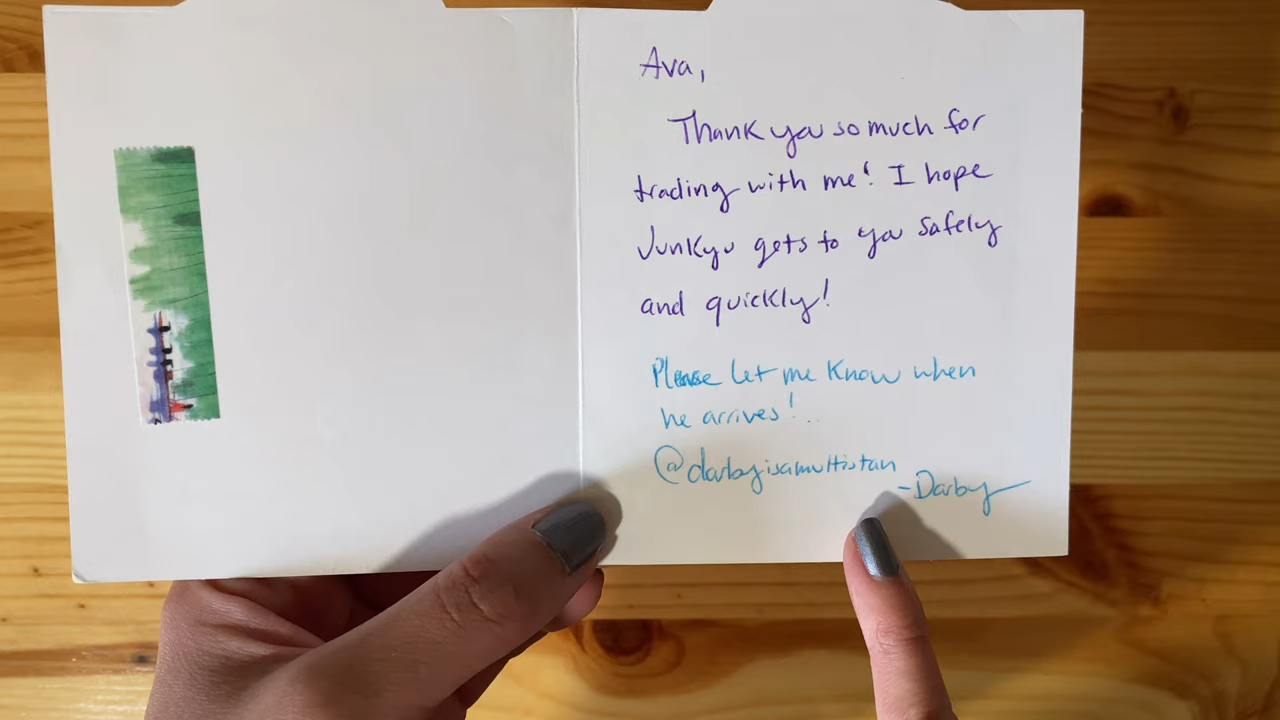 Ava,
Thank you so much for
trading with me! I hope
Junkyu gets to you safely
and quickly!
Please let me know when
he arrives!
@darbyisamultistan
-Darby